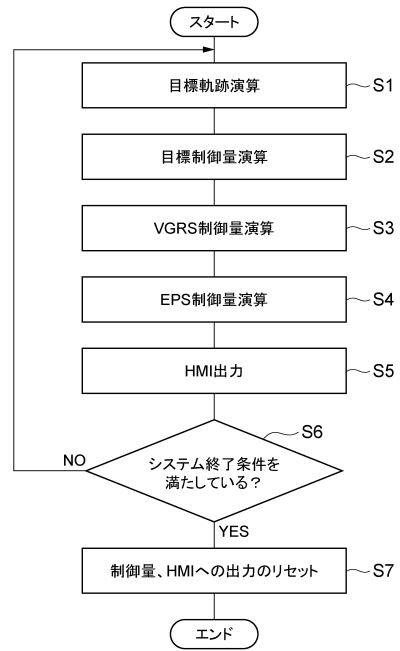 スタート
目標軌跡演算
S1
目標制御量演算
S2
VGRS制御量演算
S3
EPS制御量演算
S4
HMI出力
S5
S6
システム終了条件を
満たしている？
NO
YES
制御量、HMIへの出力のリセット
S7
エンド